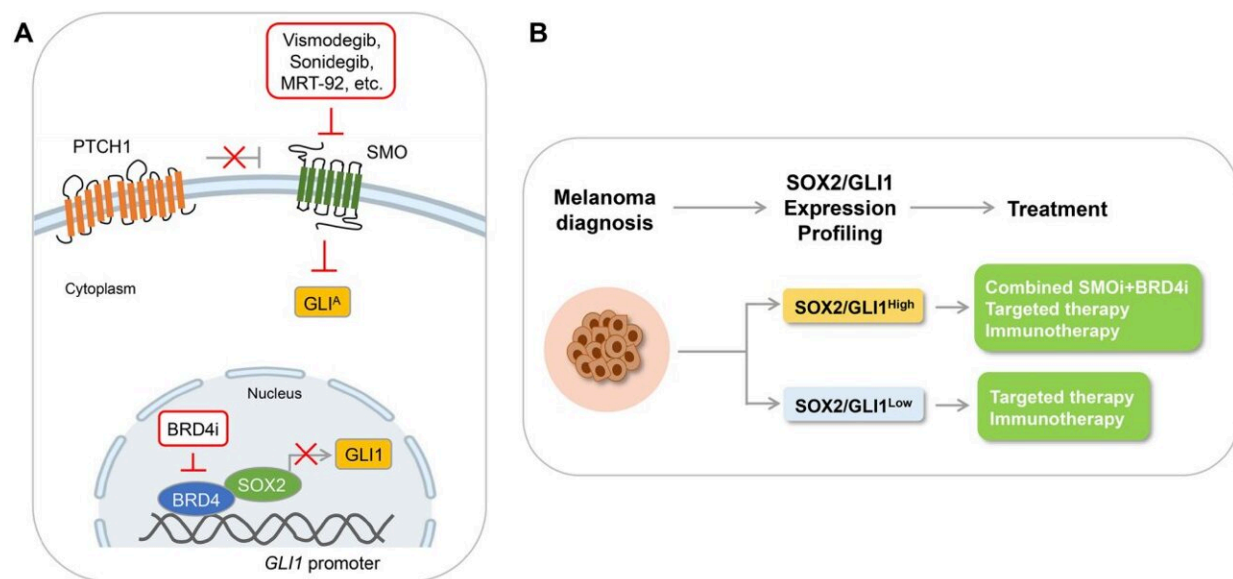 A
Vismodegib,
Sonidegib,
MRT-92, etc.
PTCH1
SMO
Cytoplasm
GLIᴬ
Nucleus
BRD4i
GLI1
SOX2
BRD4
GLI1 promoter
B
Melanoma
diagnosis
SOX2/GLI1
Expression
Profiling
Treatment
SOX2/GLI1High
Combined SMOi+BRD4i
Targeted therapy
Immunotherapy
SOX2/GLI1Low
Targeted therapy
Immunotherapy